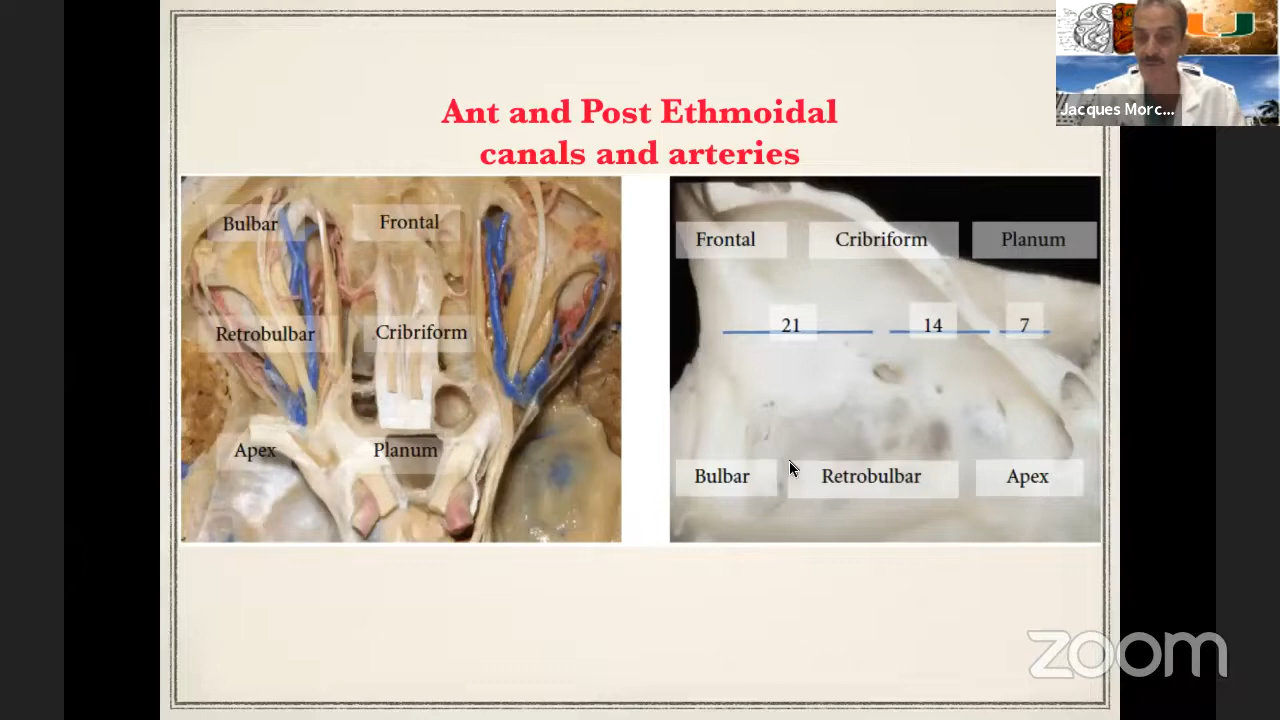 Ant and Post Ethmoidal
canals and arteries
Jacques Morc...
Bulbar
Frontal
Retrobulbar
Cribriform
Apex
Planum
Frontal
Cribriform
Planum
21
14
7
Bulbar
Retrobulbar
Apex
U
zoom